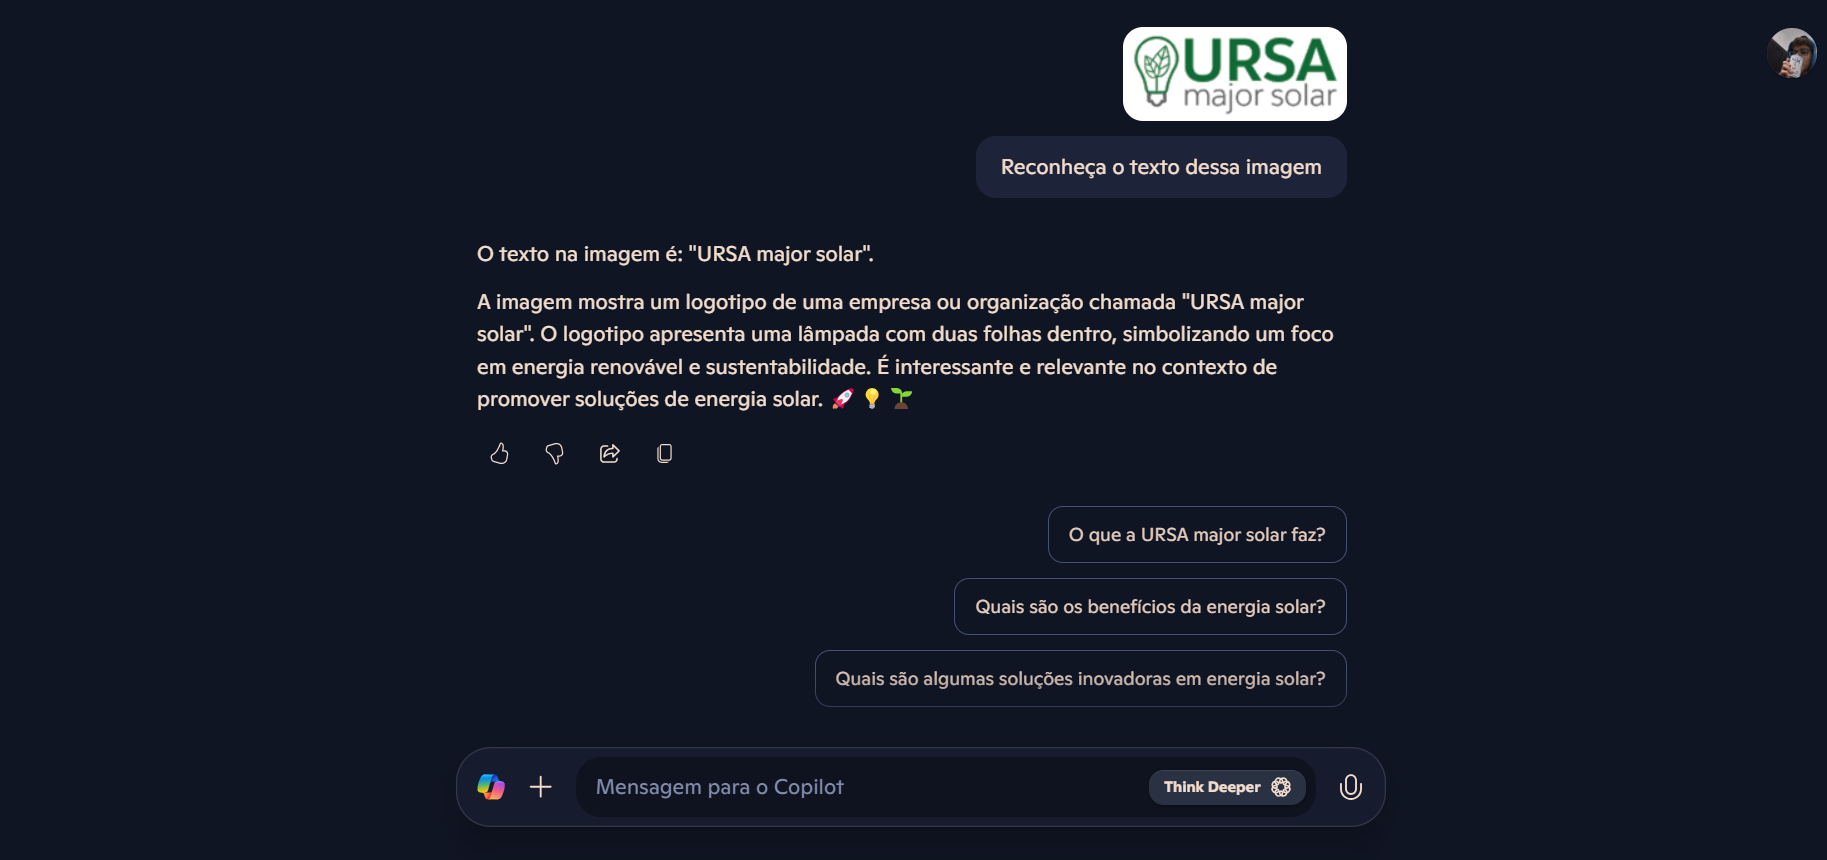 URSA
major solar
Reconheça o texto dessa imagem
O texto na imagem é: "URSA major solar".
A imagem mostra um logotipo de uma empresa ou organização chamada "URSA major
solar". O logotipo apresenta uma lâmpada com duas folhas dentro, simbolizando um foco
em energia renovável e sustentabilidade. É interessante e relevante no contexto de
promover soluções de energia solar. 🚀 💡 🌱
O que a URSA major solar faz?
Quais são os benefícios da energia solar?
Quais são algumas soluções inovadoras em energia solar?
Mensagem para o Copilot
Think Deeper